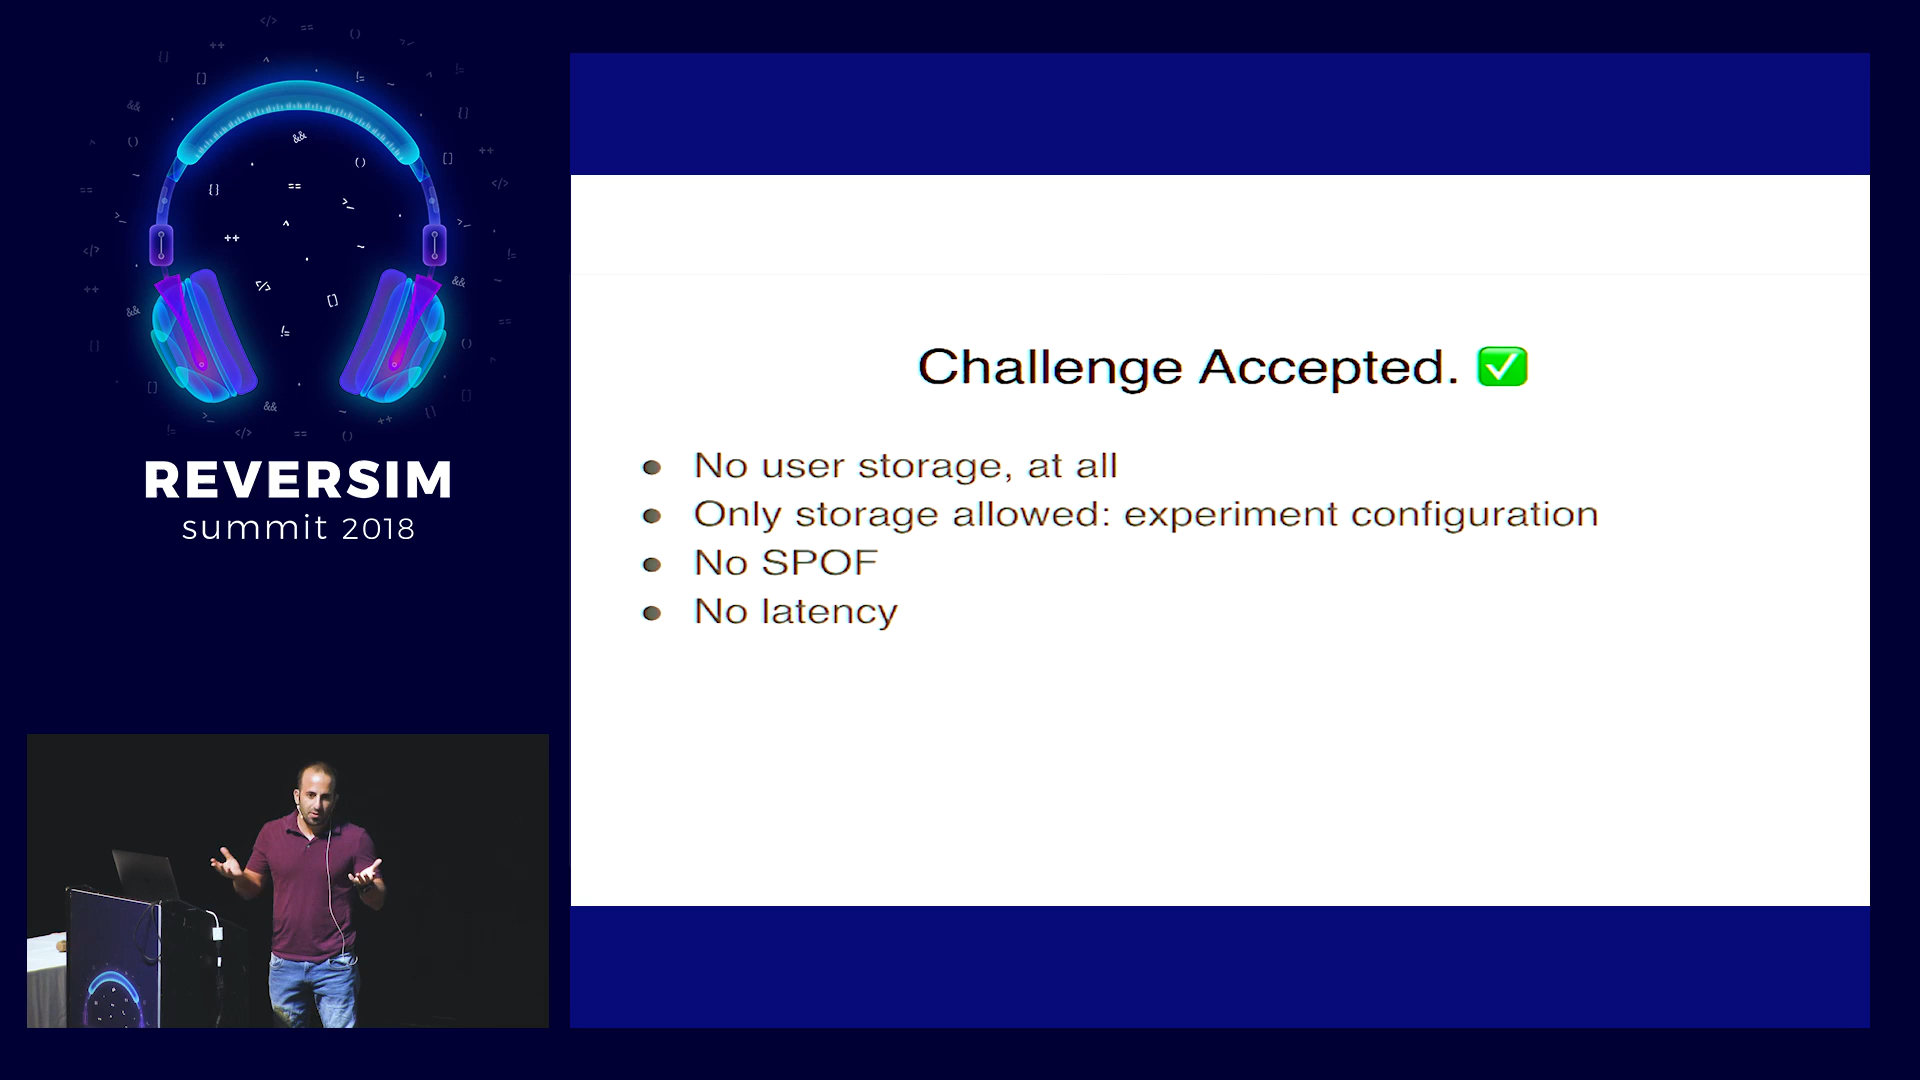 REVERSIM
summit 2018
Challenge Accepted. ✅
● No user storage, at all
● Only storage allowed: experiment configuration
● No SPOF
● No latency